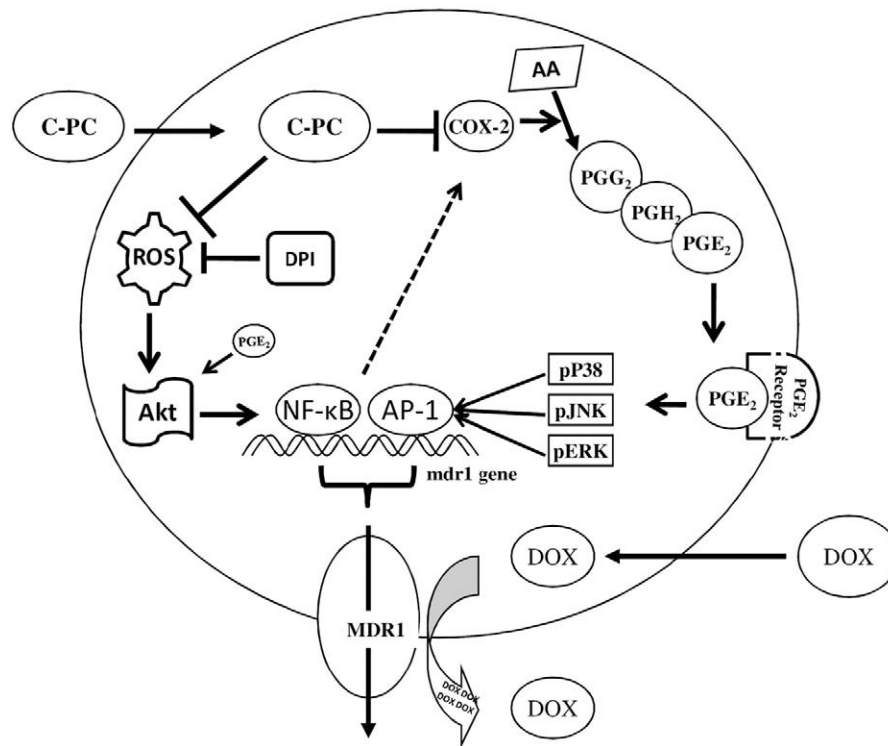 AA
C-PC
C-PC
COX-2
PGG₂
PGH₂
PGE₂
ROS
DPI
PGE₂
Akt
NF-κB
AP-1
pP38
pJNK
pERK
PGE₂
PGE₂
Receptor
mdr1 gene
DOX
DOX
MDR1
DOX DOX
DOX DOX
DOX